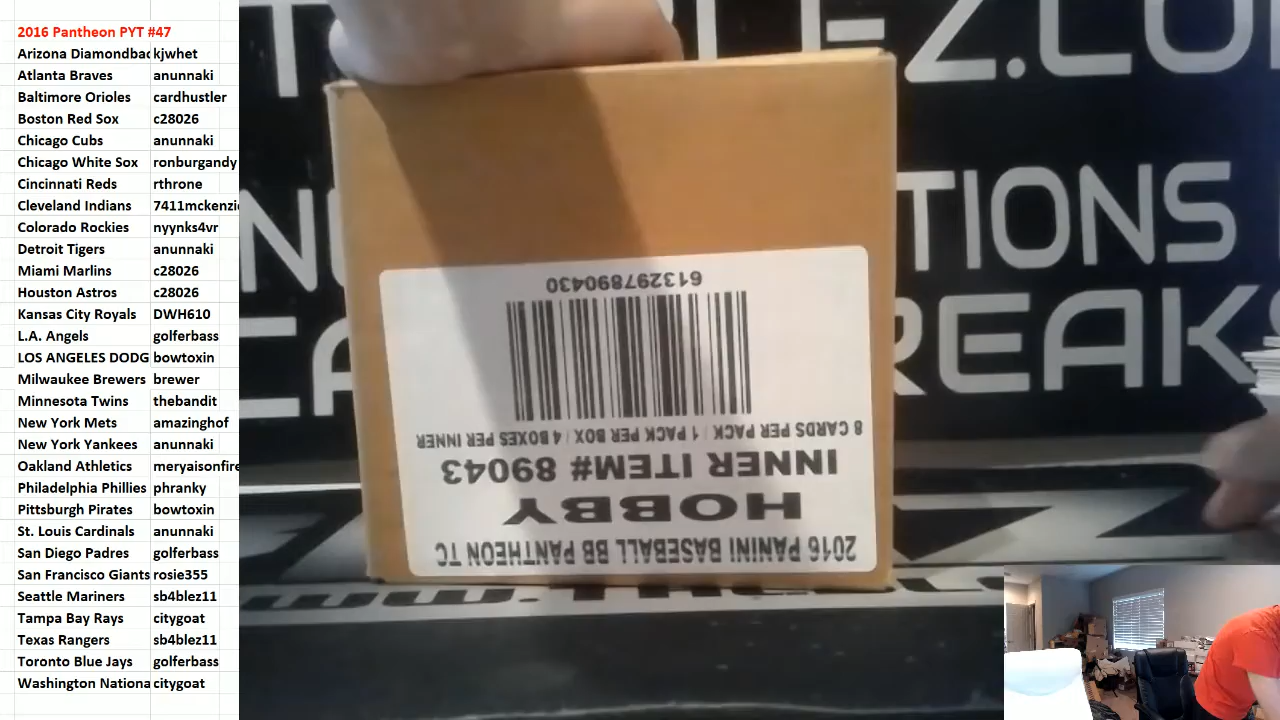 2016 Pantheon PYT #47
Arizona Diamondbac kjwhet
Atlanta Braves anunnaki
Baltimore Orioles cardhustler
Boston Red Sox c28026
Chicago Cubs anunnaki
Chicago White Sox ronburgandy
Cincinnati Reds rthrone
Cleveland Indians 7411mckenzie
Colorado Rockies nyynks4vr
Detroit Tigers anunnaki
Miami Marlins c28026
Houston Astros c28026
Kansas City Royals DWH610
L.A. Angels golferbass
LOS ANGELES DODG bowtoxin
Milwaukee Brewers brewer
Minnesota Twins thebandit
New York Mets amazinghof
New York Yankees anunnaki
Oakland Athletics meryaisonfire
Philadelphia Phillies phranky
Pittsburgh Pirates bowtoxin
St. Louis Cardinals anunnaki
San Diego Padres golferbass
San Francisco Giants rosie355
Seattle Mariners sb4blez11
Tampa Bay Rays citygoat
Texas Rangers sb4blez11
Toronto Blue Jays golferbass
Washington Nationa citygoat
2016 PANINI BASEBALL BB PANTHEON TC
HOBBY
INNER ITEM# 89043
8 CARDS PER PACK / 1 PACK PER BOX / 4 BOXES PER INNER
613297890430
LE-Z.CO
TIONS
REAKS